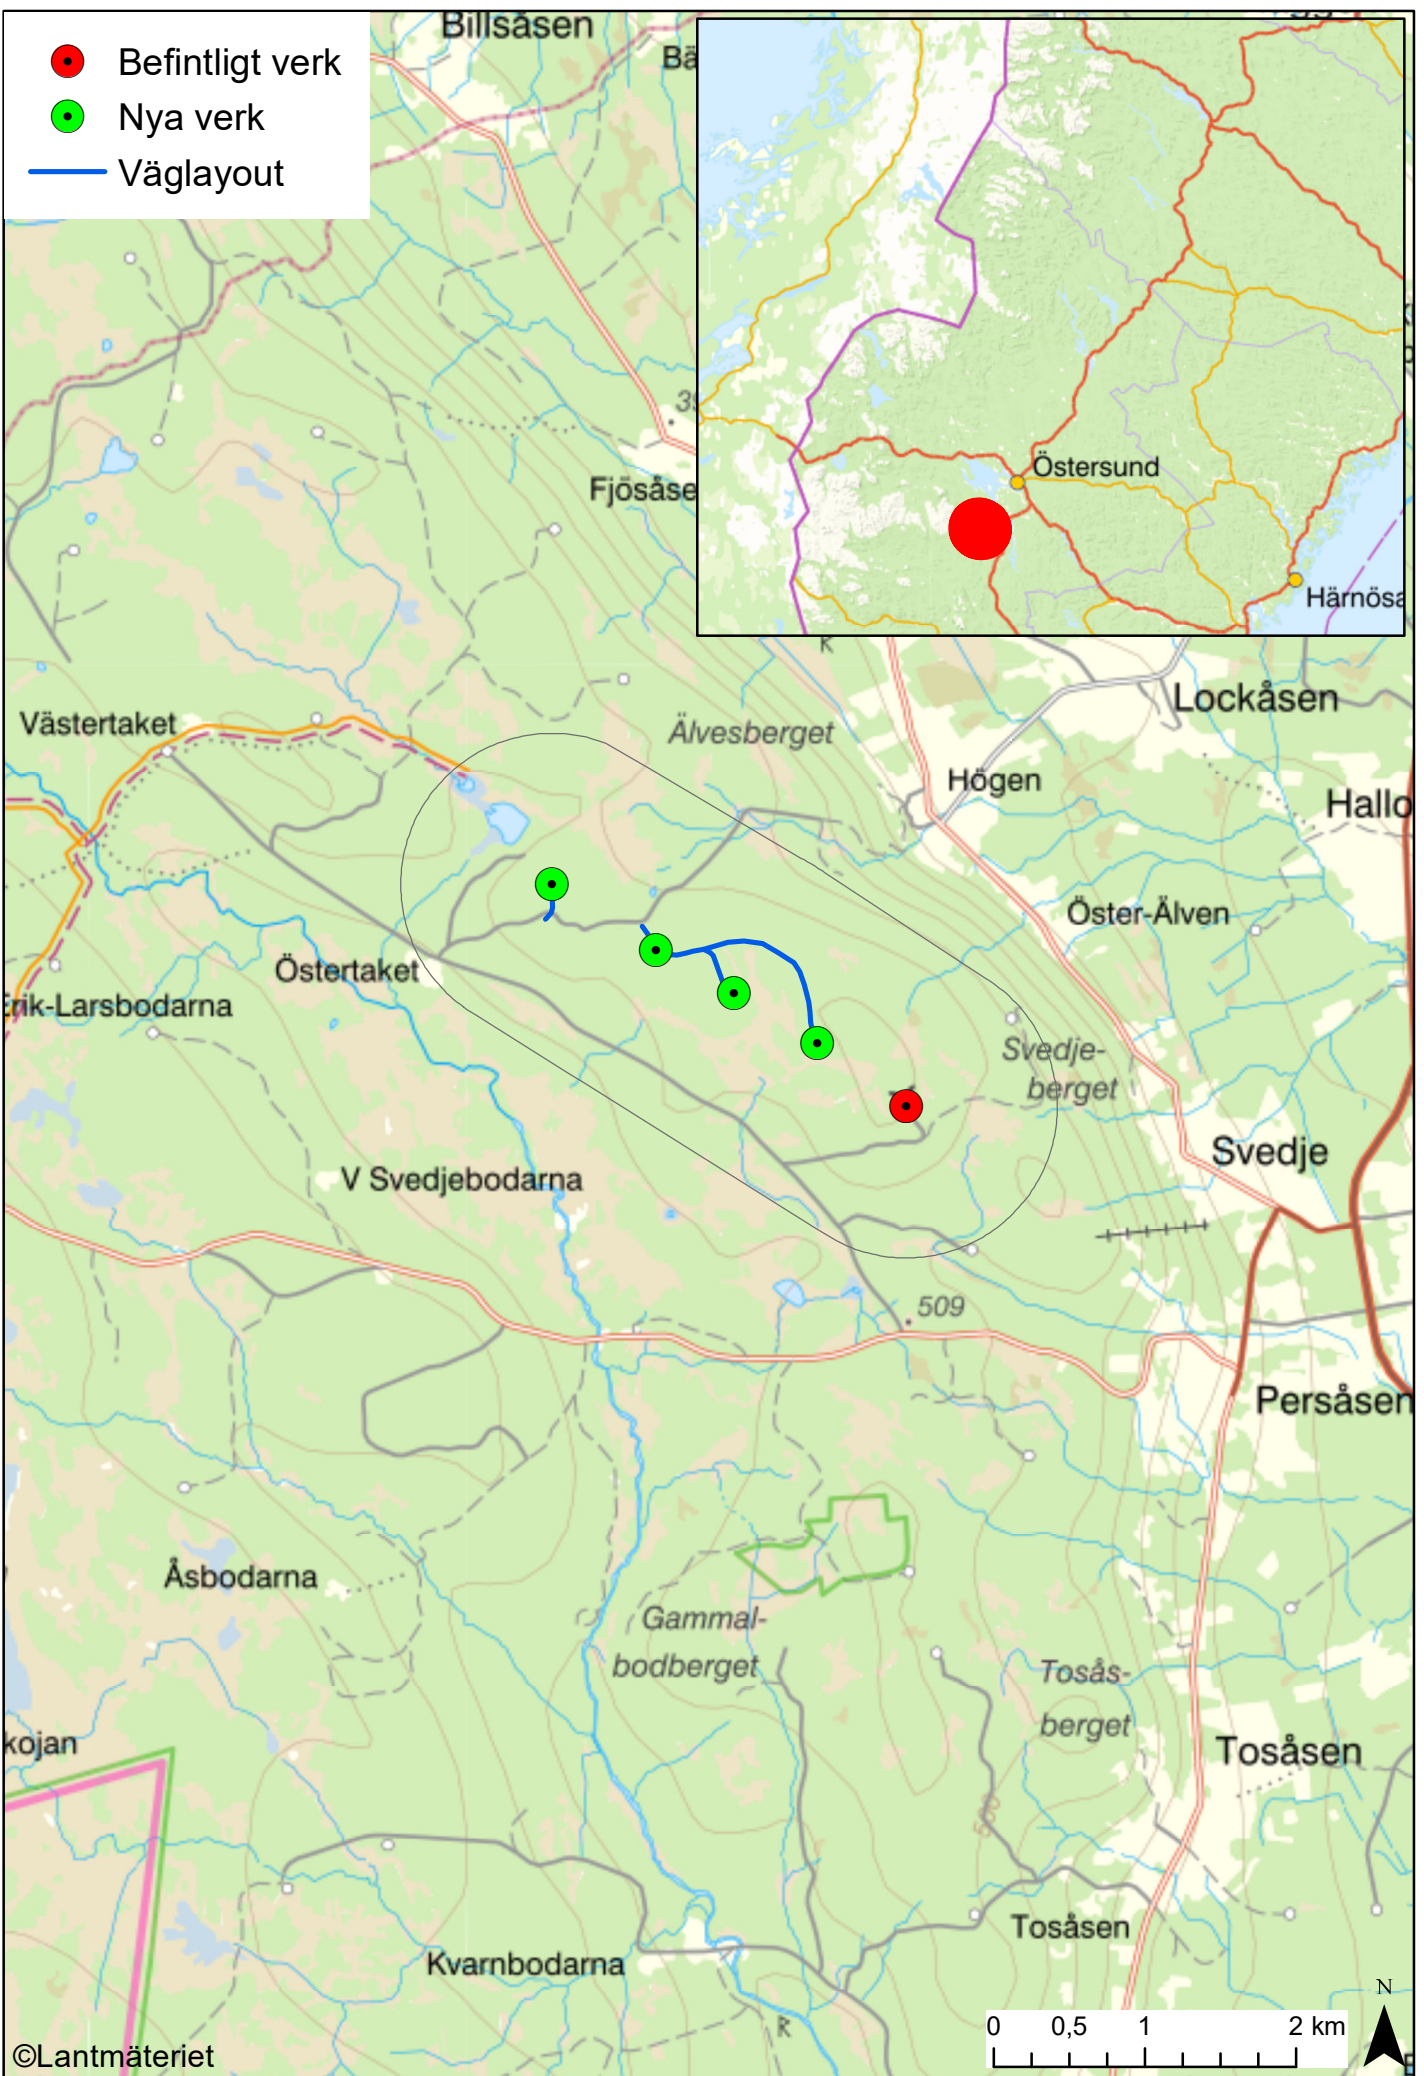 Befintligt verk
Nya verk
Väglayout
Billsåsen
Östersund
Härnösa
Fjösåse
Lockåsen
Västertaket
Älvesberget
Högen
Hallo
Öster-Älven
Östertaket
Erik-Larsbodarna
Svedje-
berget
Svedje
V Svedjebodarna
509
Persåsen
Åsbodarna
Gammal-
bodberget
Tosås-
berget
kojan
Tosåsen
500
Tosåsen
Kvarnbodarna
N
0 0,5 1 2 km
©Lantmäteriet